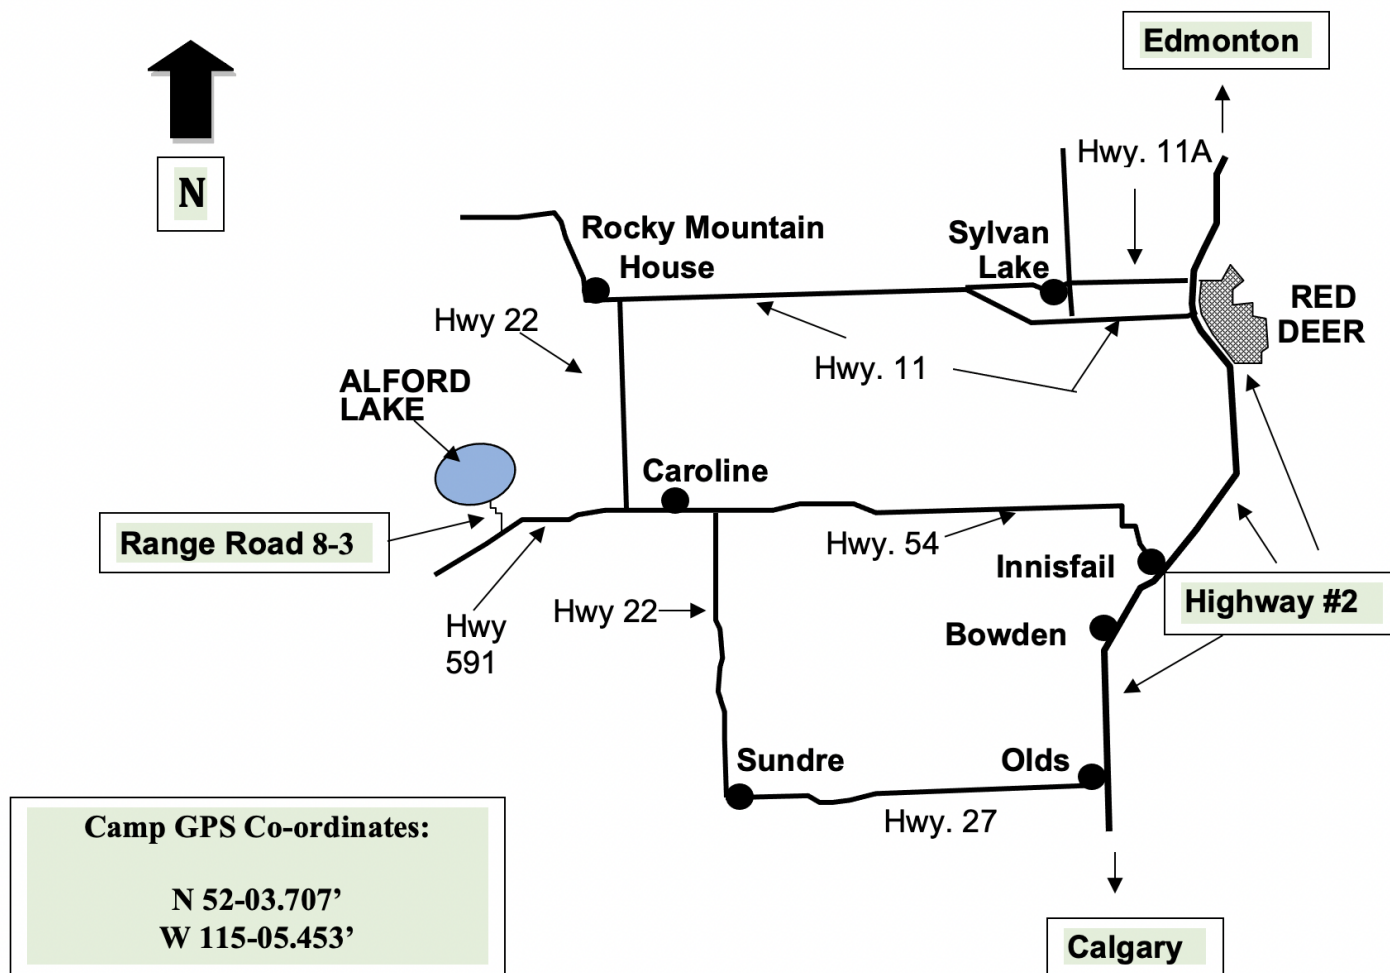 Edmonton
N
Hwy. 11A
Rocky Mountain
House
Sylvan
Lake
RED
DEER
Hwy 22
Hwy. 11
ALFORD
LAKE
Caroline
Range Road 8-3
Hwy. 54
Innisfail
Highway #2
Hwy 22
Hwy
591
Bowden
Sundre
Olds
Hwy. 27
Camp GPS Co-ordinates:
N 52-03.707’
W 115-05.453’
Calgary